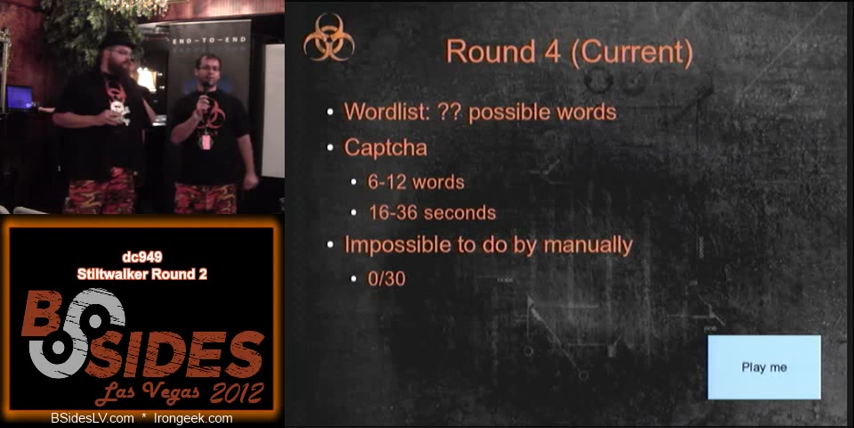 END-TO-END
Round 4 (Current)
• Wordlist: ?? possible words
• Captcha
• 6-12 words
• 16-36 seconds
• Impossible to do by manually
• 0/30
Play me
dc949
Stiltwalker Round 2
BSIDES
Las Vegas 2012
BSidesLV.com * Irongeek.com